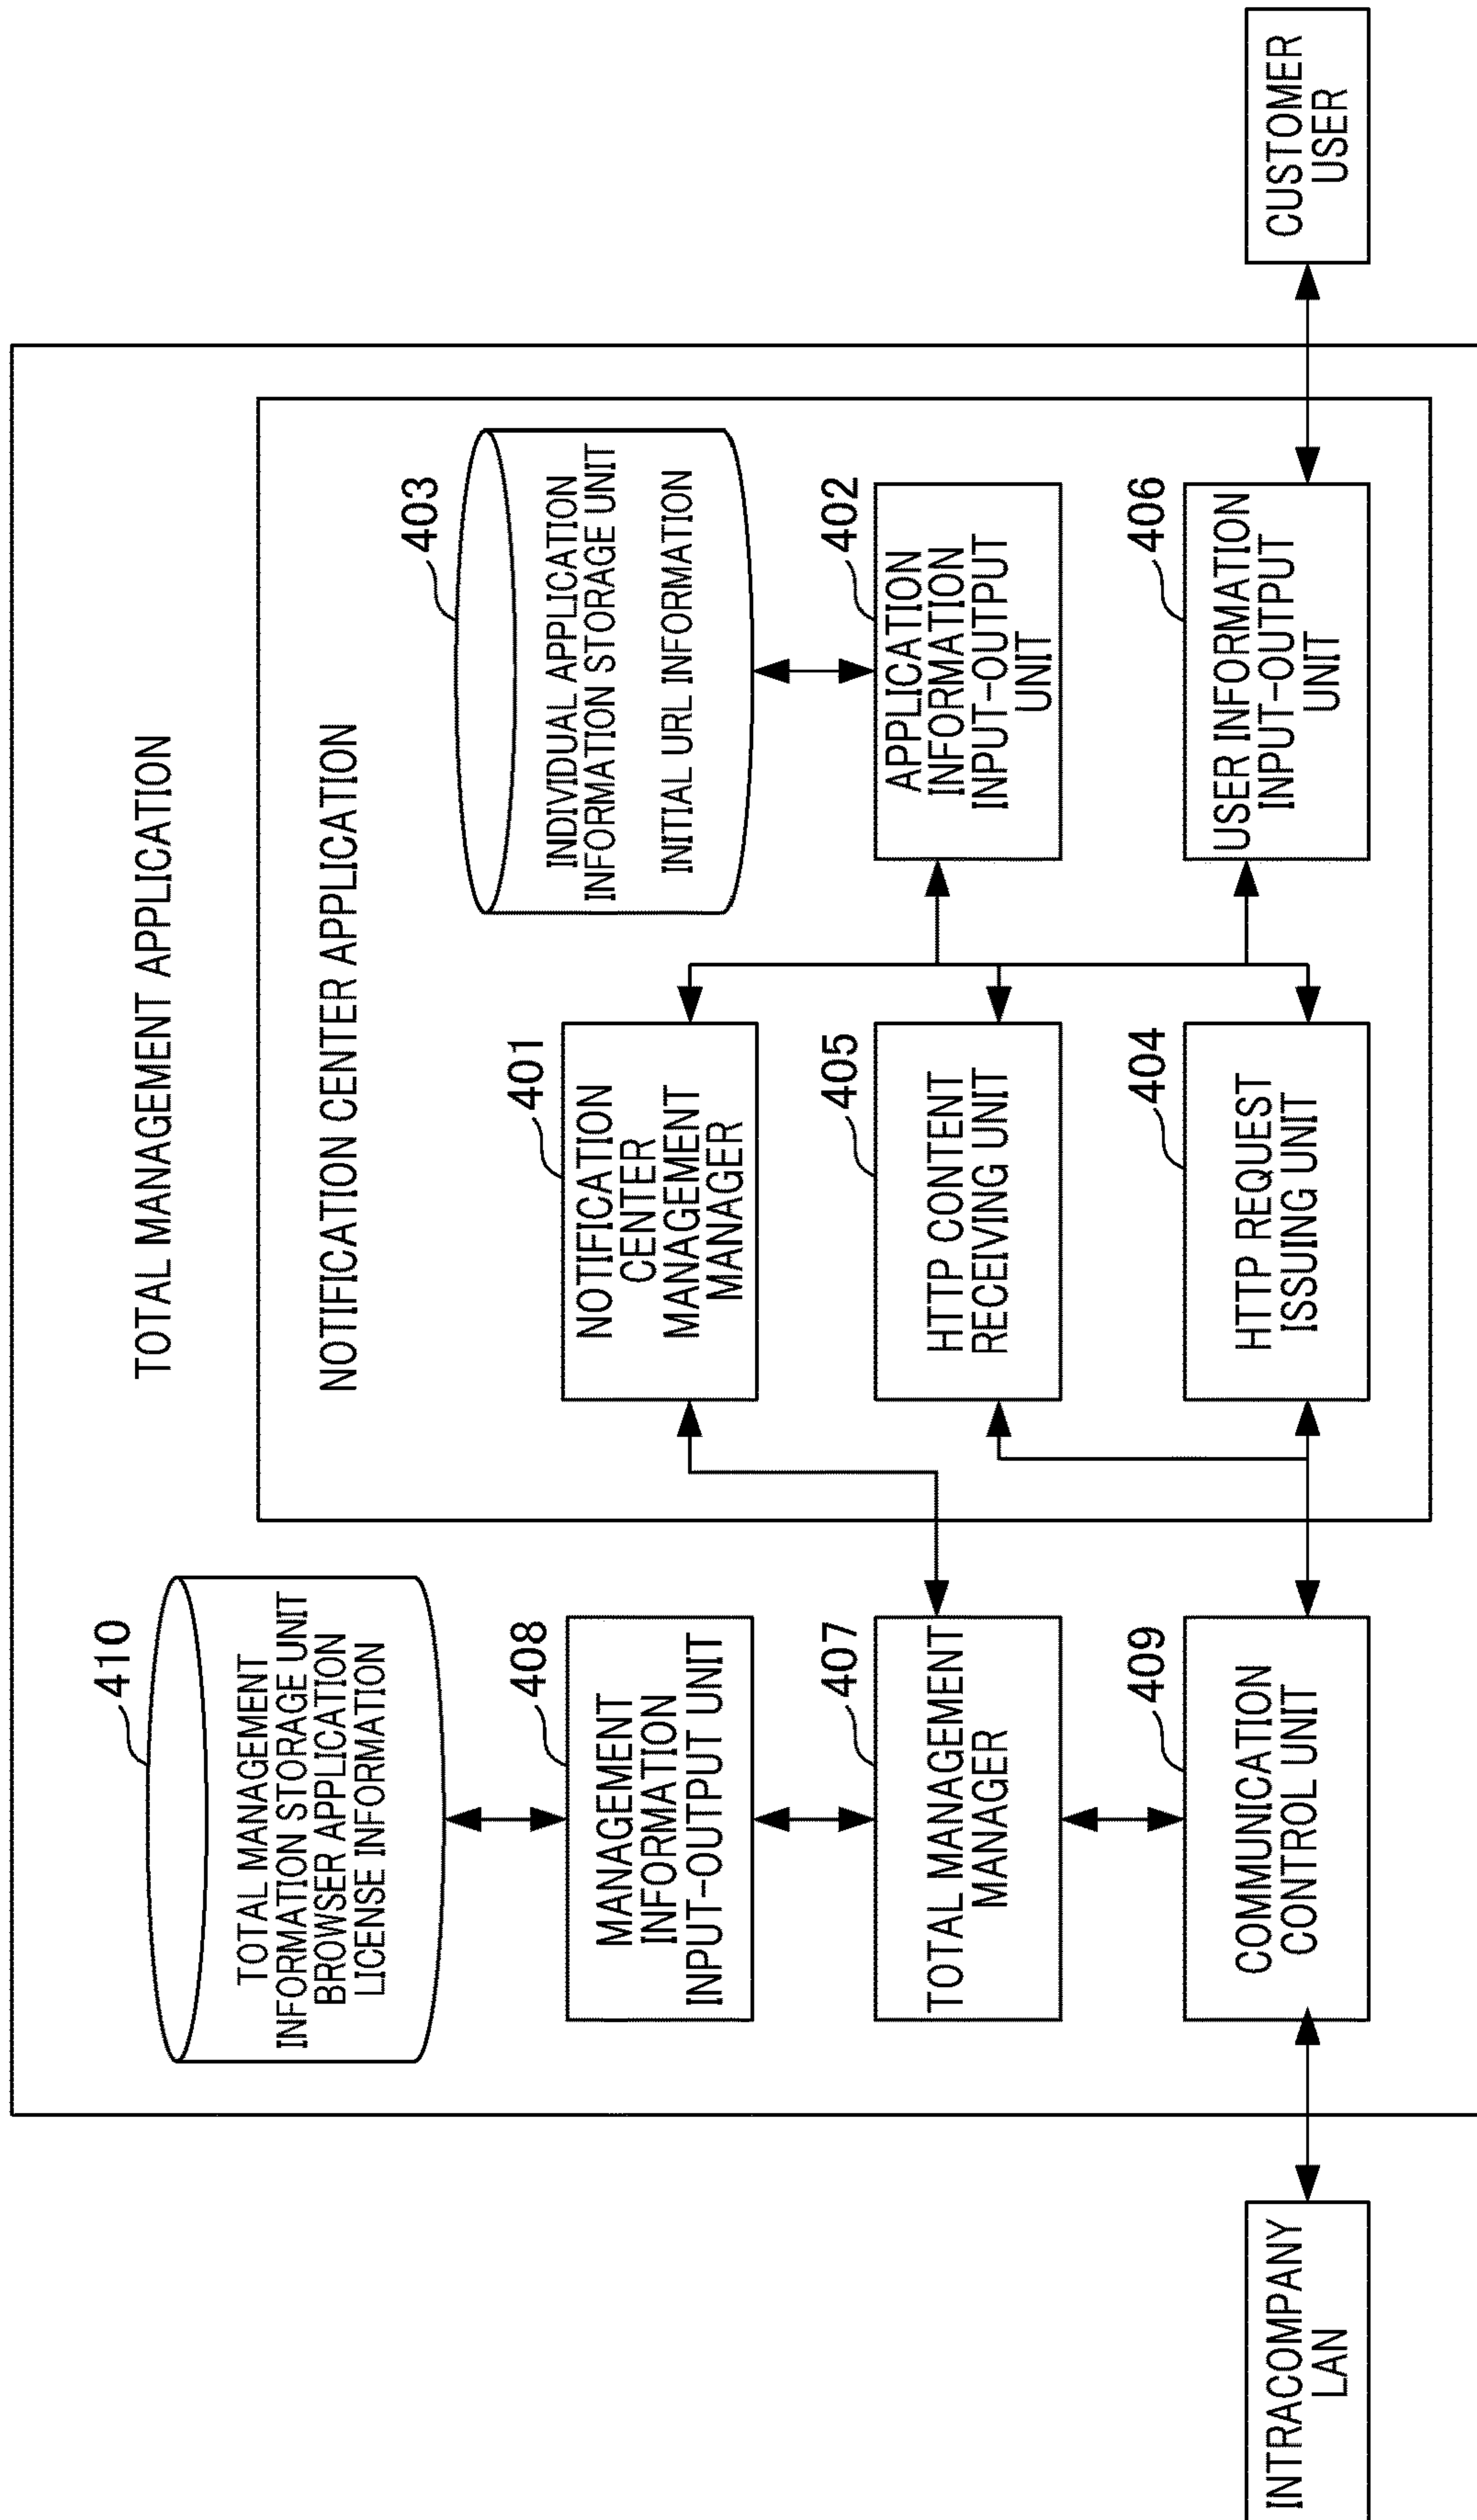 TOTAL MANAGEMENT APPLICATION
410
TOTAL MANAGEMENT
INFORMATION STORAGE UNIT
BROWSER APPLICATION
LICENSE INFORMATION
408
MANAGEMENT
INFORMATION
INPUT-OUTPUT UNIT
407
TOTAL MANAGEMENT
MANAGER
409
COMMUNICATION
CONTROL UNIT
INTRACOMPANY
LAN
NOTIFICATION CENTER APPLICATION
401
NOTIFICATION
CENTER
MANAGEMENT
MANAGER
405
HTTP CONTENT
RECEIVING UNIT
404
HTTP REQUEST
ISSUING UNIT
403
INDIVIDUAL APPLICATION
INFORMATION STORAGE UNIT
INITIAL URL INFORMATION
402
APPLICATION
INFORMATION
INPUT-OUTPUT
UNIT
406
USER INFORMATION
INPUT-OUTPUT
UNIT
CUSTOMER
USER